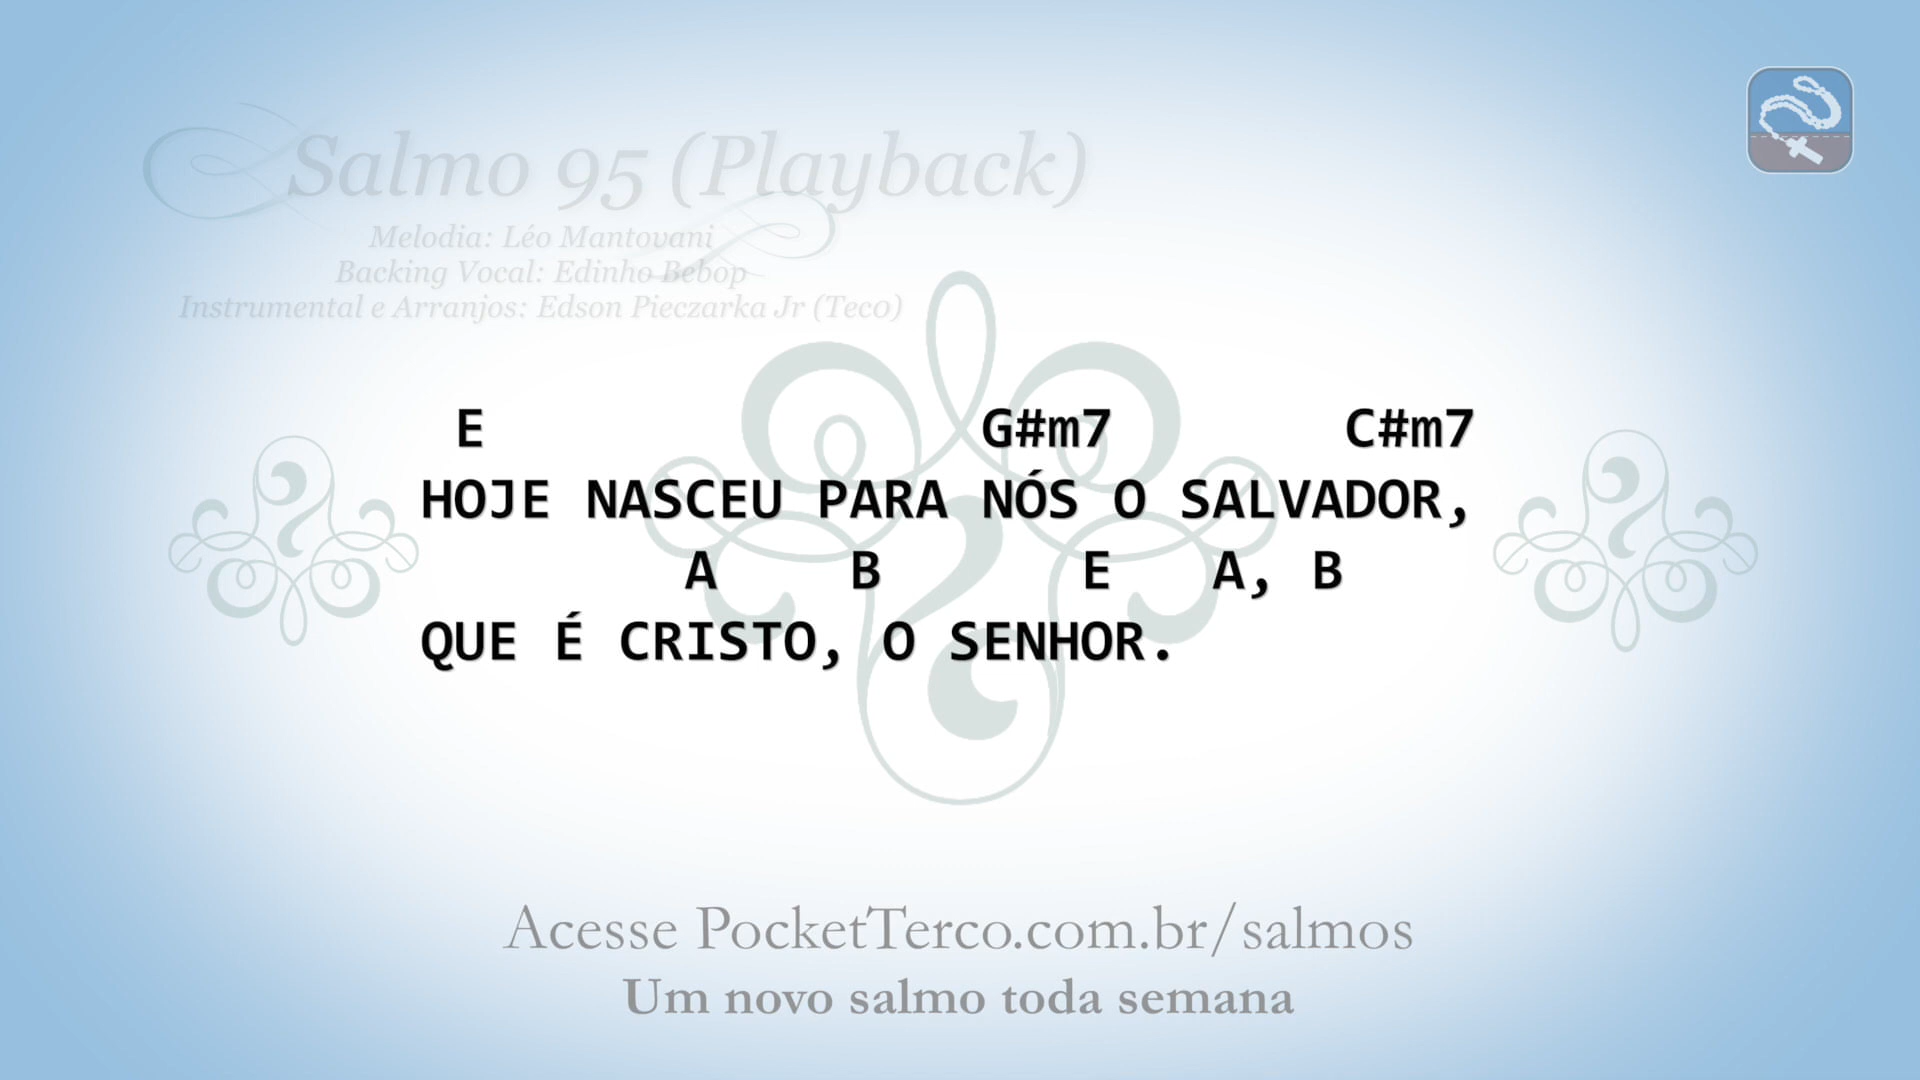 Salmo 95 (Playback)
Melodia: Léo Mantovani
Backing Vocal: Edinho Bebop
Instrumental e Arranjos: Edson Pieczarka Jr (Tec0)
E G#m7 C#m7
HOJE NASCEU PARA NÓS O SALVADOR,
A B E A, B
QUE É CRISTO, O SENHOR.
Acesse PocketTerco.com.br/salmos
Um novo salmo toda semana